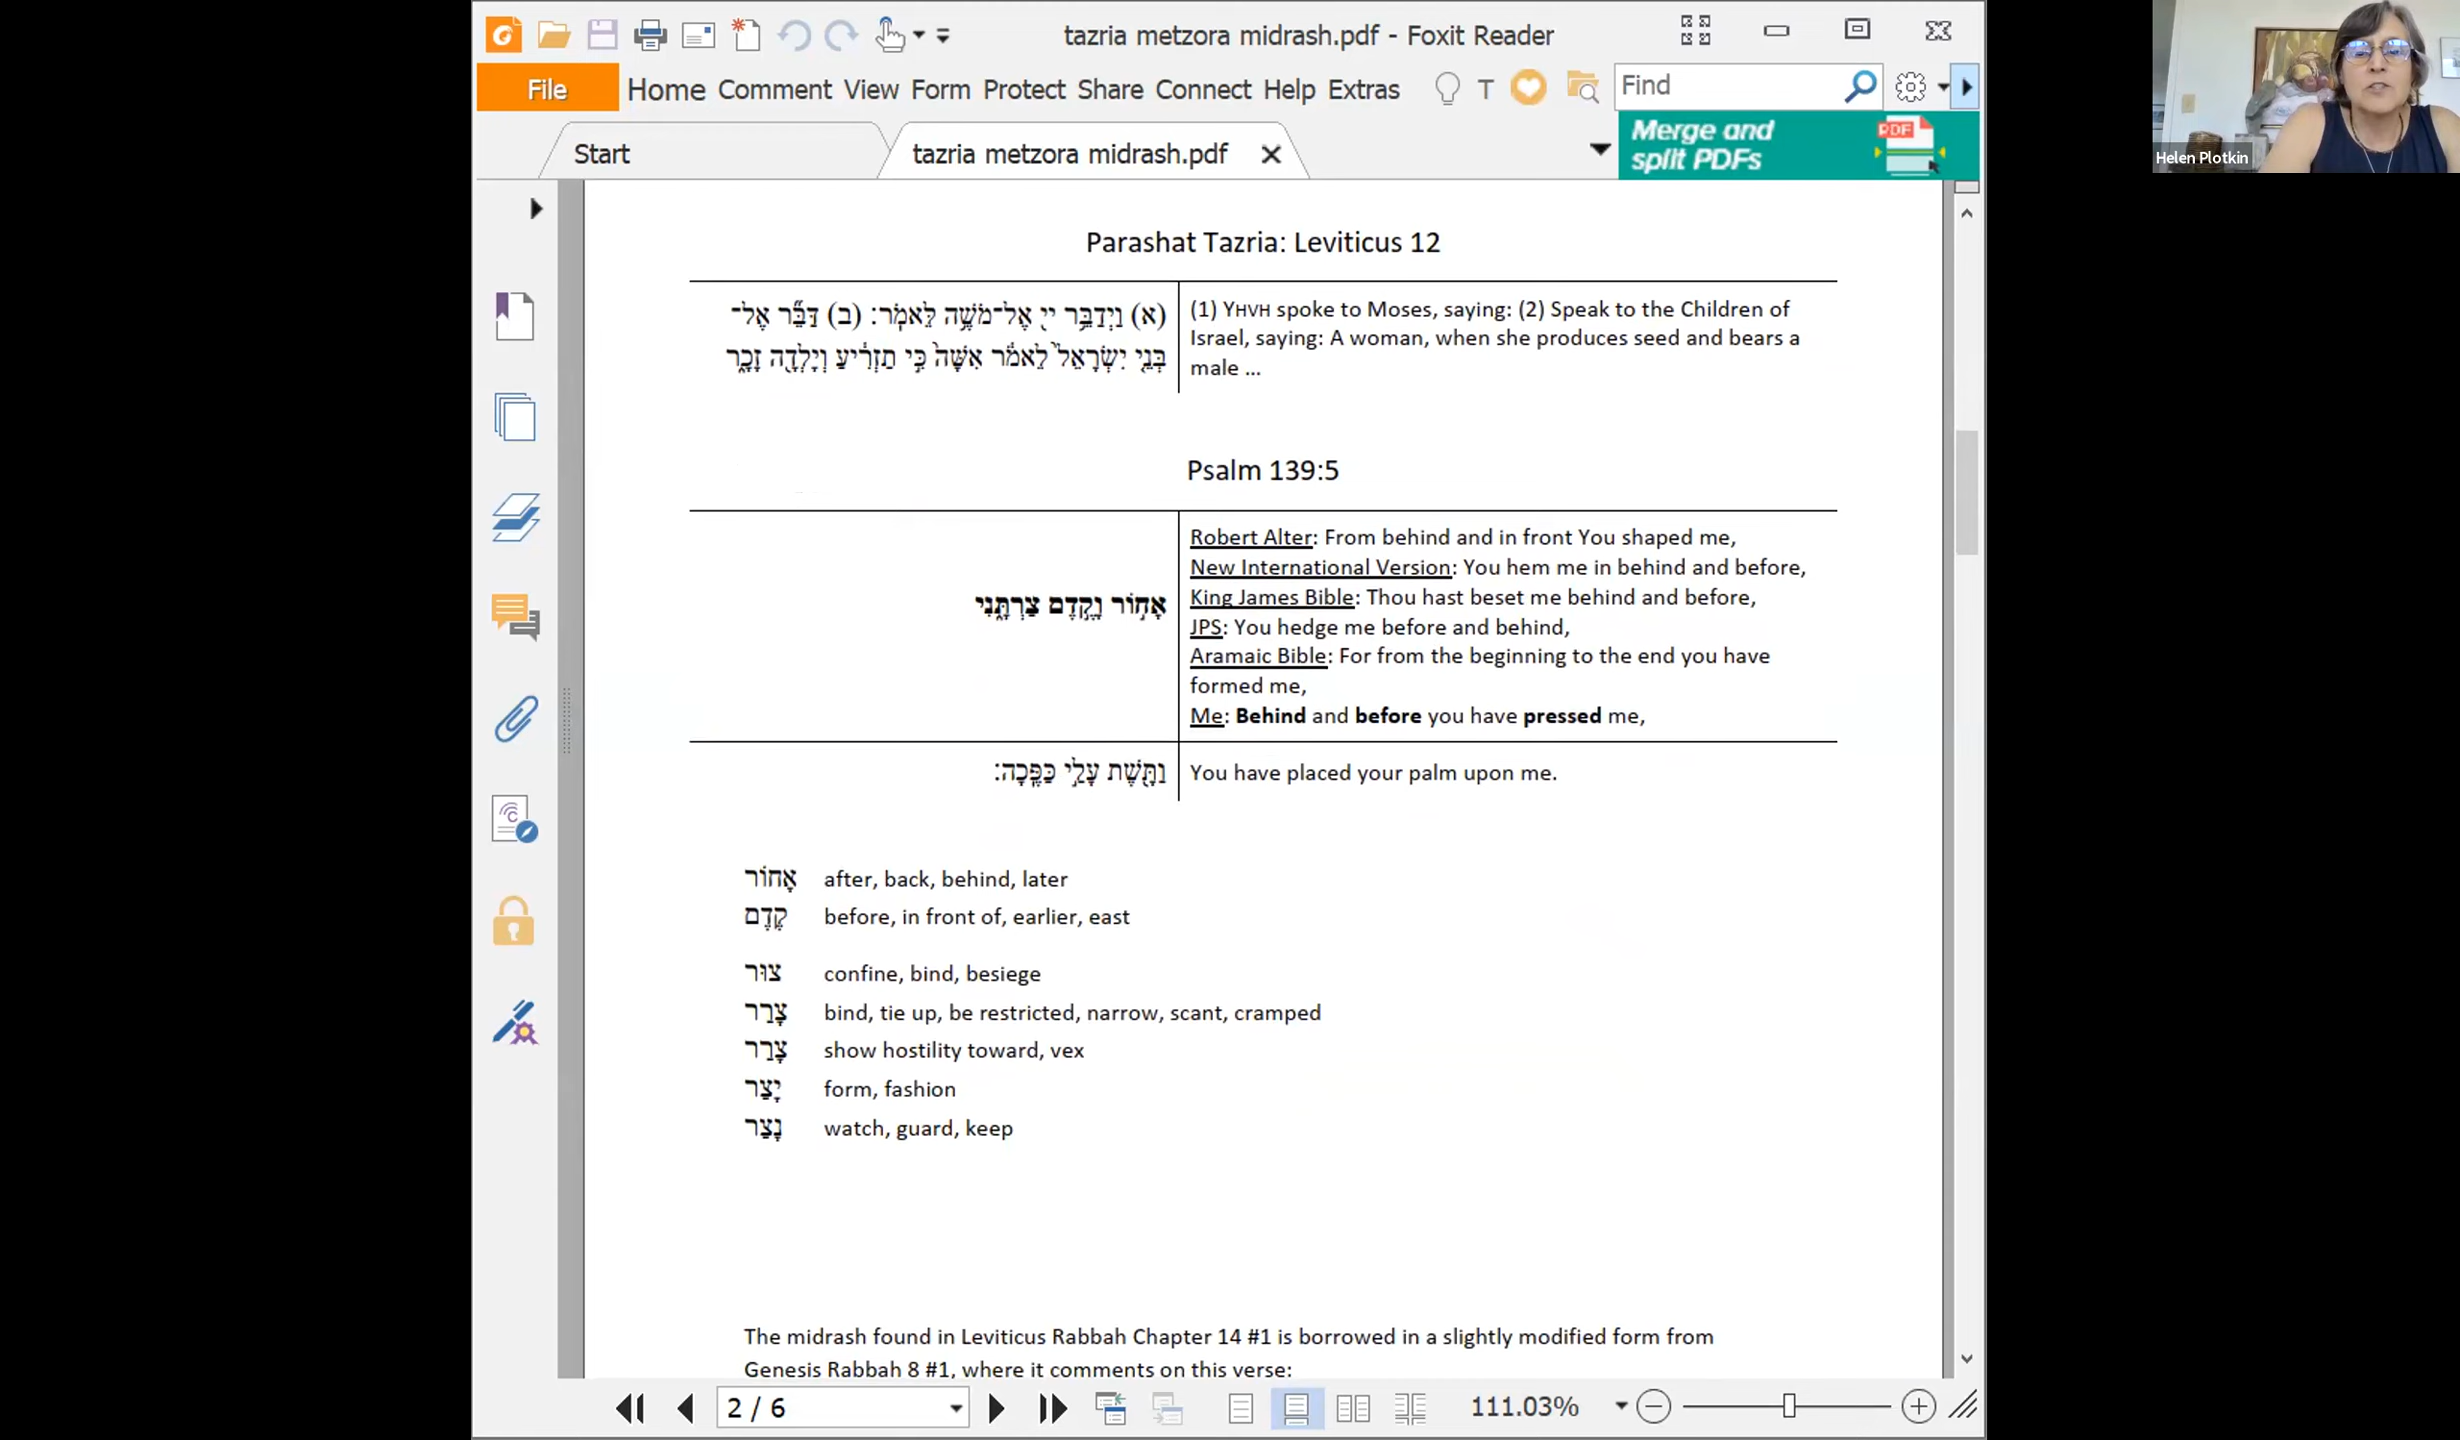 tazria metzora midrash.pdf - Foxit Reader
File Home Comment View Form Protect Share Connect Help Extras
Find
Start
tazria metzora midrash.pdf
Merge and
split PDFs
PDF
Helen Plotkin
Parashat Tazria: Leviticus 12
(א) וַיְדַבֵּ֥ר יי֖ אֶל־מֹשֶׁ֥ה לֵּאמֹֽר׃ (ב) דַּבֵּ֞ר אֶל־
בְּנֵ֤י יִשְׂרָאֵל֙ לֵאמֹ֔ר אִשָּׁה֙ כִּ֣י תַזְרִ֔יעַ וְיָלְדָ֖ה זָכָ֑ר
(1) YHVH spoke to Moses, saying: (2) Speak to the Children of
Israel, saying: A woman, when she produces seed and bears a
male ...
Psalm 139:5
אָח֣וֹר וָקֶ֣דֶם צַרְתָּ֑נִי
Robert Alter: From behind and in front You shaped me,
New International Version: You hem me in behind and before,
King James Bible: Thou hast beset me behind and before,
JPS: You hedge me before and behind,
Aramaic Bible: For from the beginning to the end you have
formed me,
Me: Behind and before you have pressed me,
וַתָּ֖שֶׁת עָלַ֣י כַּפֶּֽכָה׃
You have placed your palm upon me.
אָחוֹר after, back, behind, later
קֶדֶם before, in front of, earlier, east
צוּר confine, bind, besiege
צָרַר bind, tie up, be restricted, narrow, scant, cramped
צָרַר show hostility toward, vex
יָצַר form, fashion
נָצַר watch, guard, keep
The midrash found in Leviticus Rabbah Chapter 14 #1 is borrowed in a slightly modified form from
Genesis Rabbah 8 #1, where it comments on this verse:
2 / 6
111.03%